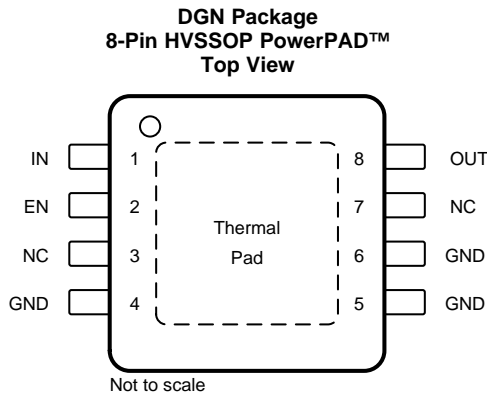 DGN Package
8-Pin HVSSOP PowerPAD™
Top View
IN 1 8 OUT
EN 2 Thermal 7 NC
NC 3 Pad 6 GND
GND 4 5 GND
Not to scale